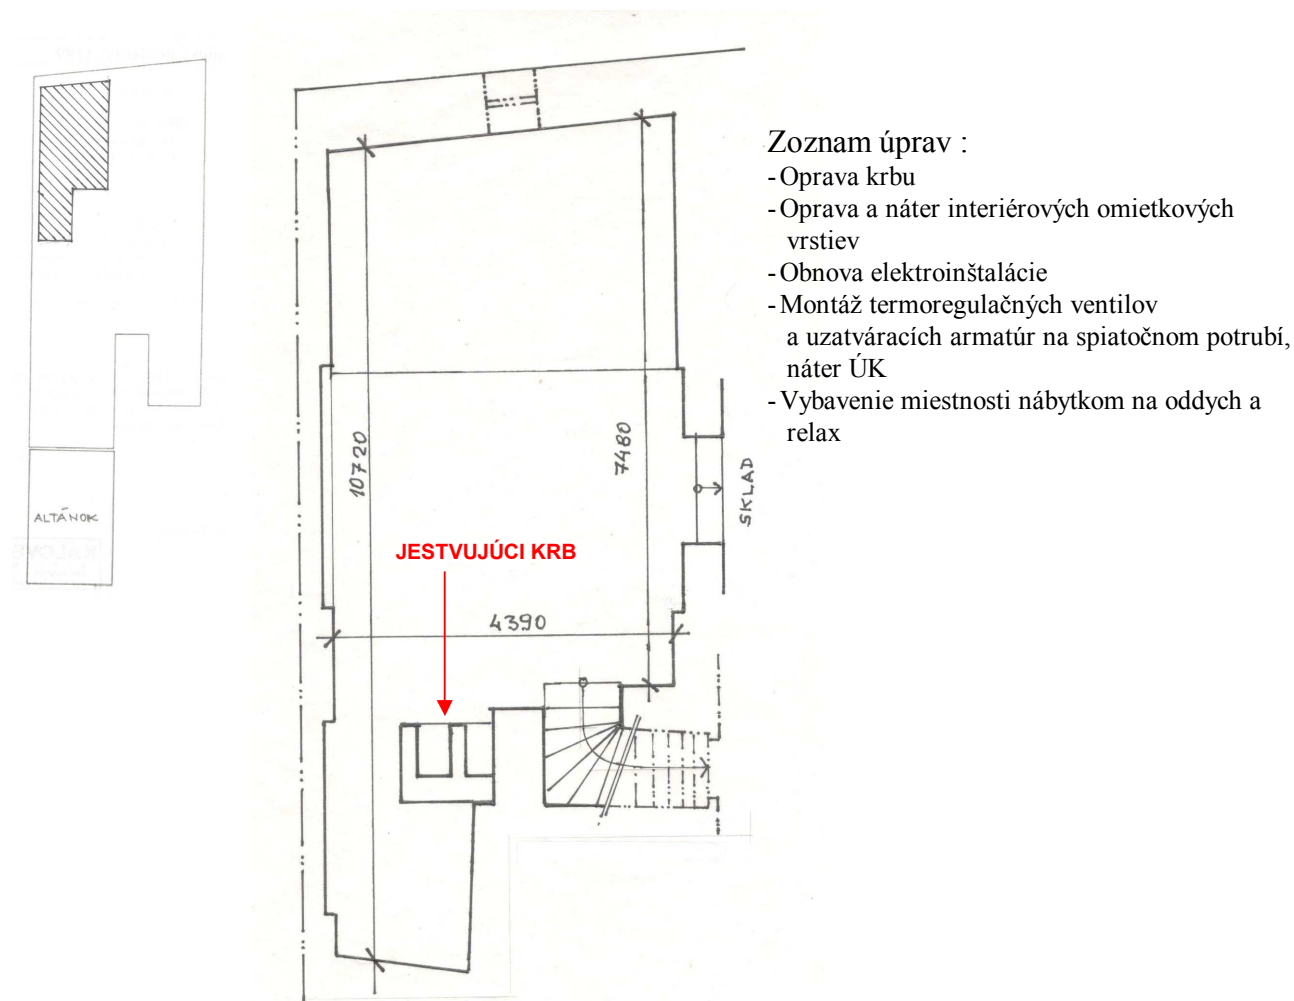 Zoznam úprav :
- Oprava krbu
- Oprava a náter interiérových omietkových
vrstiev
- Obnova elektroinštalácie
- Montáž termoregulačných ventilov
a uzatváracích armatúr na spiatočnom potrubí,
náter ÚK
- Vybavenie miestnosti nábytkom na oddych a
relax
10720
7480
SKLAD
ALTÁNOK
JESTVUJÚCI KRB
4390